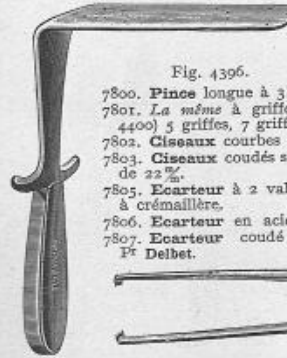 Fig. 4396.
7800. Pince longue à 3
7801. La même à griffe
4400) 5 griffes, 7 griff
7802. Ciseaux courbes
7803. Ciseaux coudés s
de 22 m/m.
7805. Ecarteur à 2 val
à crémaillère.
7806. Ecarteur en acie
7807. Ecarteur coudé
Pr Delbet.